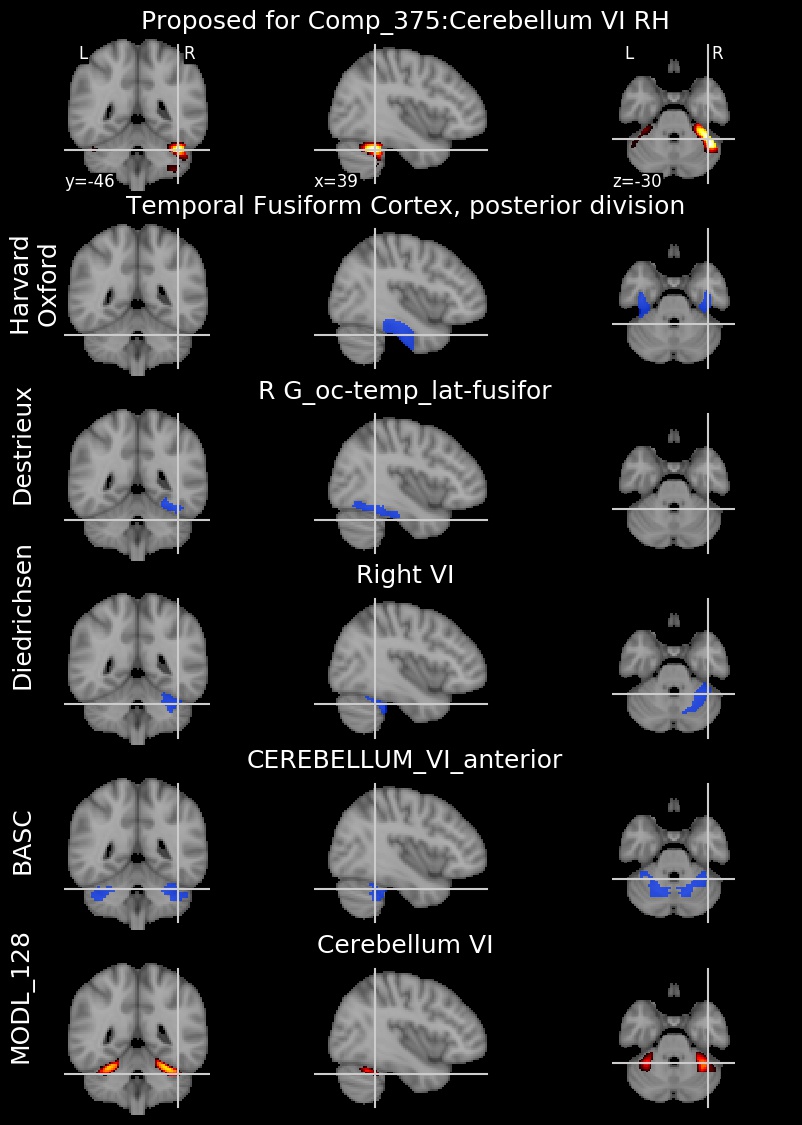 Proposed for Comp_375:Cerebellum VI RH
L R
L R
y=-46
x=39
z=-30
Temporal Fusiform Cortex, posterior division
Harvard
Oxford
R G_oc-temp_lat-fusifor
Destrieux
Right VI
Diedrichsen
CEREBELLUM_VI_anterior
BASC
Cerebellum VI
MODL_128